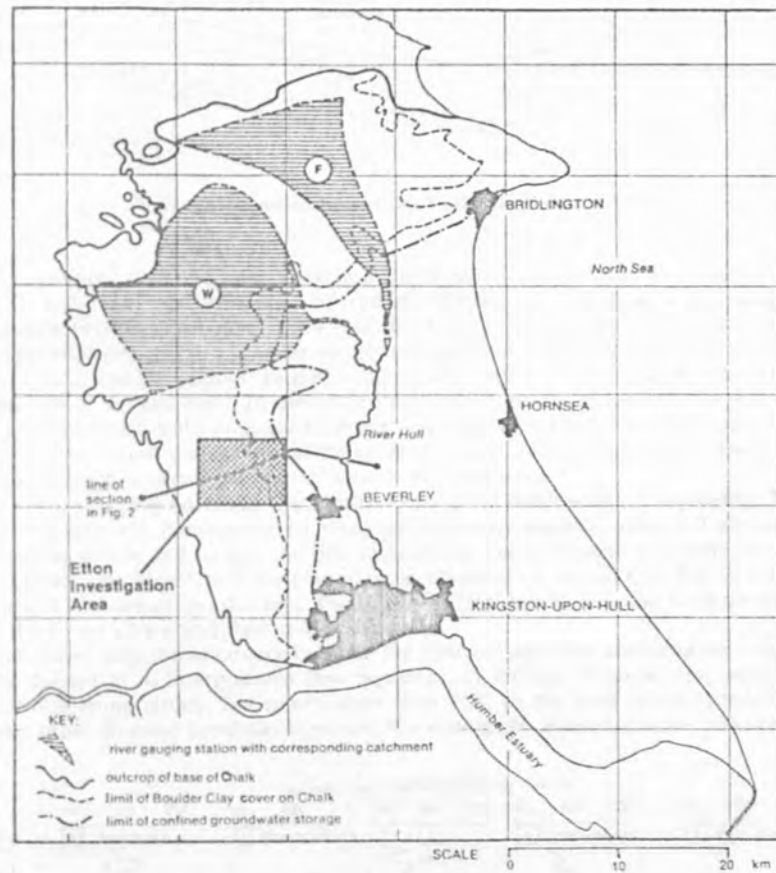 F
BRIDLINGTON
North Sea
W
HORNSEA
River Hull
line of
section
in Fig. 2
BEVERLEY
Etton
Investigation
Area
KINGSTON-UPON-HULL
Humber Estuary
KEY:
river gauging station with corresponding catchment
outcrop of base of Chalk
limit of Boulder Clay cover on Chalk
limit of confined groundwater storage
SCALE
0 10 20 km